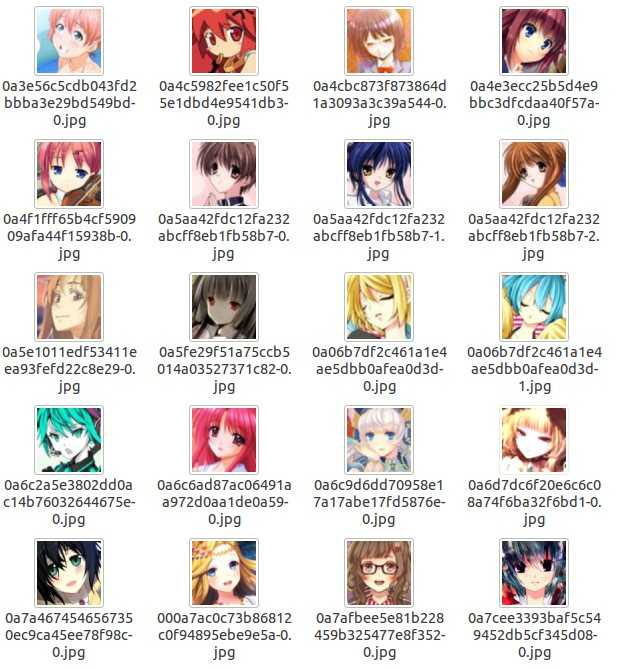 0a3e56c5cdb043fd2
bbba3e29bd549bd-
0.jpg
0a4c5982fee1c50f5
5e1dbd4e9541db3-
0.jpg
0a4cbc873f873864d
1a3093a3c39a544-0.
jpg
0a4e3ecc25b5d4e9
bbc3dfcdaa40f57a-
0.jpg
0a4f1fff65b4cf5909
09afa44f15938b-0.
jpg
0a5aa42fdc12fa232
abcff8eb1fb58b7-0.
jpg
0a5aa42fdc12fa232
abcff8eb1fb58b7-1.
jpg
0a5aa42fdc12fa232
abcff8eb1fb58b7-2.
jpg
0a5e1011edf53411e
ea93fefd22c8e29-0.
jpg
0a5fe29f51a75ccb5
014a03527371c82-0.
jpg
0a06b7df2c461a1e4
ae5dbb0afea0d3d-
0.jpg
0a06b7df2c461a1e4
ae5dbb0afea0d3d-
1.jpg
0a6c2a5e3802dd0a
c14b76032644675e-
0.jpg
0a6c6ad87ac06491a
a972d0aa1de0a59-
0.jpg
0a6c9d6dd70958e1
7a17abe17fd5876e-
0.jpg
0a6d7dc6f20e6c6c0
8a74f6ba32f6bd1-0.
jpg
0a7a467454656735
0ec9ca45ee78f98c-
0.jpg
000a7ac0c73b86812
c0f94895ebe9e5a-0.
jpg
0a7afbee5e81b228
459b325477e8f352-
0.jpg
0a7cee3393baf5c54
9452db5cf345d08-
0.jpg